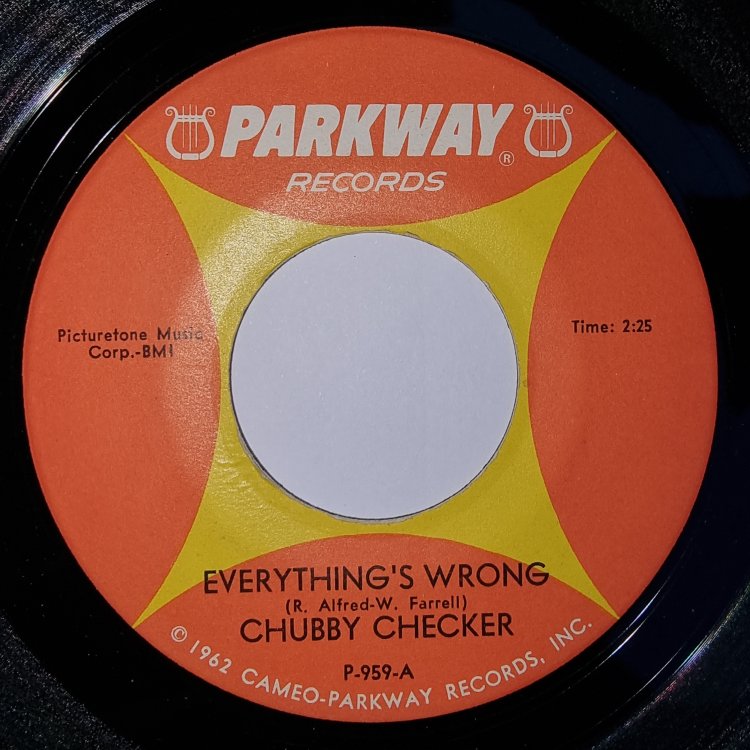 PARKWAY®
RECORDS
Picturetone Music
Corp.-BMI
Time: 2:25
EVERYTHING'S WRONG
(R. Alfred-W. Farrell)
CHUBBY CHECKER
P-959-A
© 1962 CAMEO-PARKWAY RECORDS, INC.